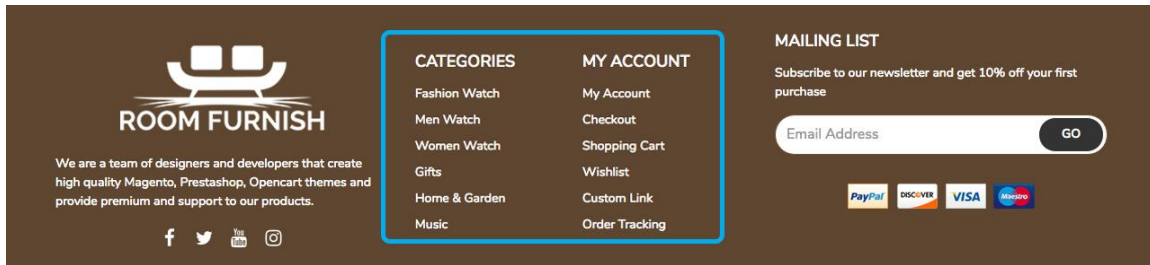 ROOM FURNISH
We are a team of designers and developers that create
high quality Magento, Prestashop, Opencart themes and
provide premium and support to our products.
f
You
Tube
CATEGORIES
Fashion Watch
Men Watch
Women Watch
Gifts
Home & Garden
Music
MY ACCOUNT
My Account
Checkout
Shopping Cart
Wishlist
Custom Link
Order Tracking
MAILING LIST
Subscribe to our newsletter and get 10% off your first
purchase
Email Address
GO
PayPal
DISCOVER
VISA
Maestro